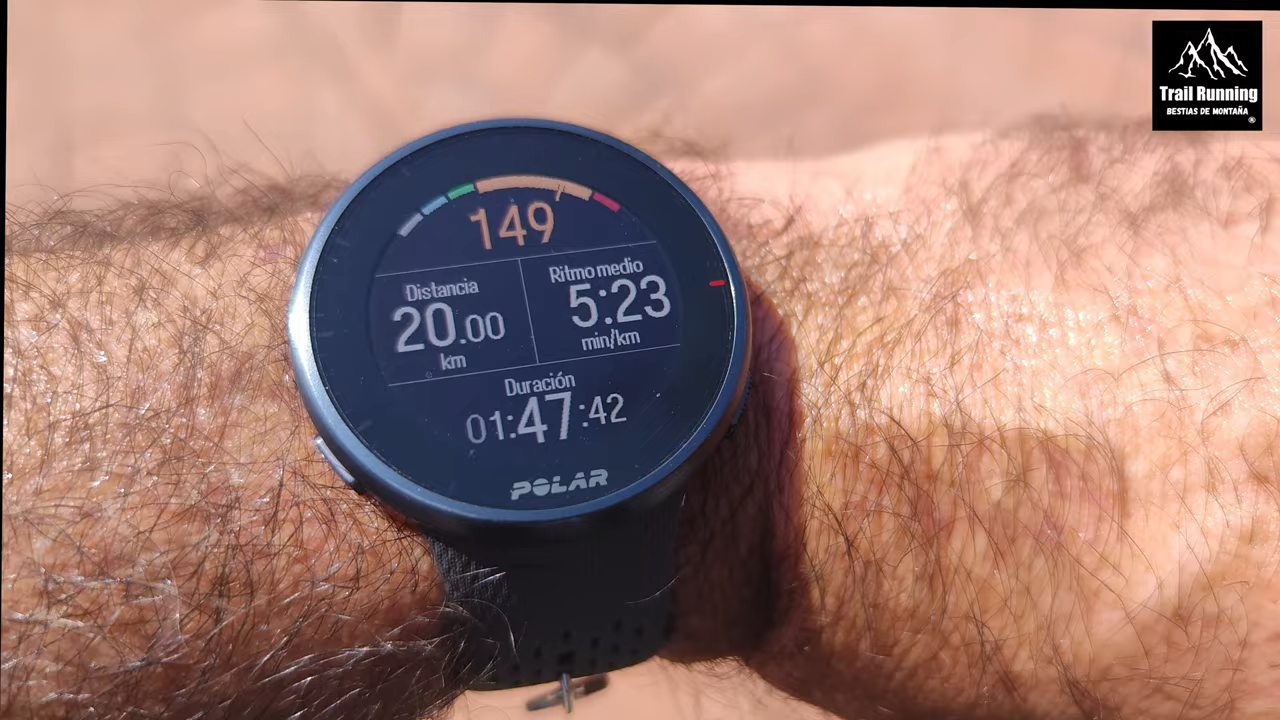 149
Distancia
20.00
km
Ritmo medio
5:23
min/km
Duración
01:47:42
POLAR
Trail Running
BESTIAS DE MONTAÑA
®